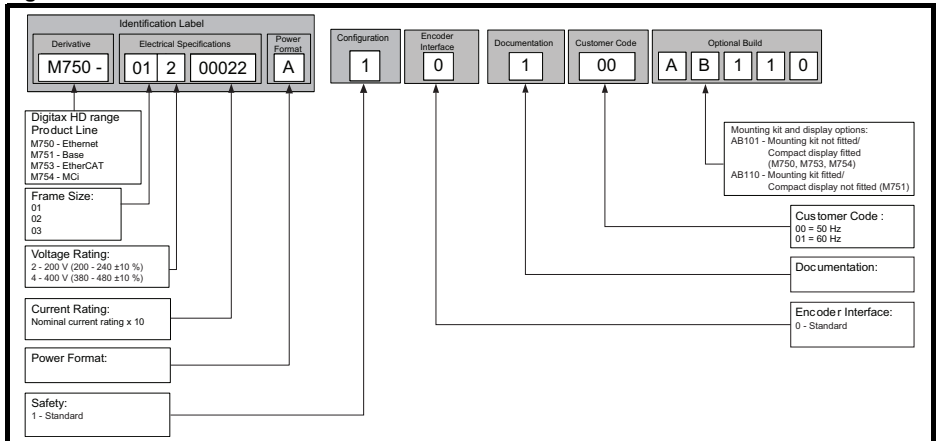 Identification Label
Derivative
Electrical Specifications
Power
Format
Configuration
Encoder
Interface
Documentation
Customer Code
Optional Build
M750 -
01
2
00022
A
1
0
1
00
A
B
1
1
0
Digitax HD range
Product Line
M750 - Ethernet
M751 - Base
M753 - EtherCAT
M754 - MCi
Frame Size:
01
02
03
Voltage Rating:
2 - 200 V (200 - 240 ±10 %)
4 - 400 V (380 - 480 ±10 %)
Current Rating:
Nominal current rating x 10
Power Format:
Safety:
1 - Standard
Mounting kit and display options:
AB101 - Mounting kit not fitted/
Compact display fitted
(M750, M753, M754)
AB110 - Mounting kit fitted/
Compact display not fitted (M751)
Customer Code :
00 = 50 Hz
01 = 60 Hz
Documentation:
Encoder Interface:
0 - Standard